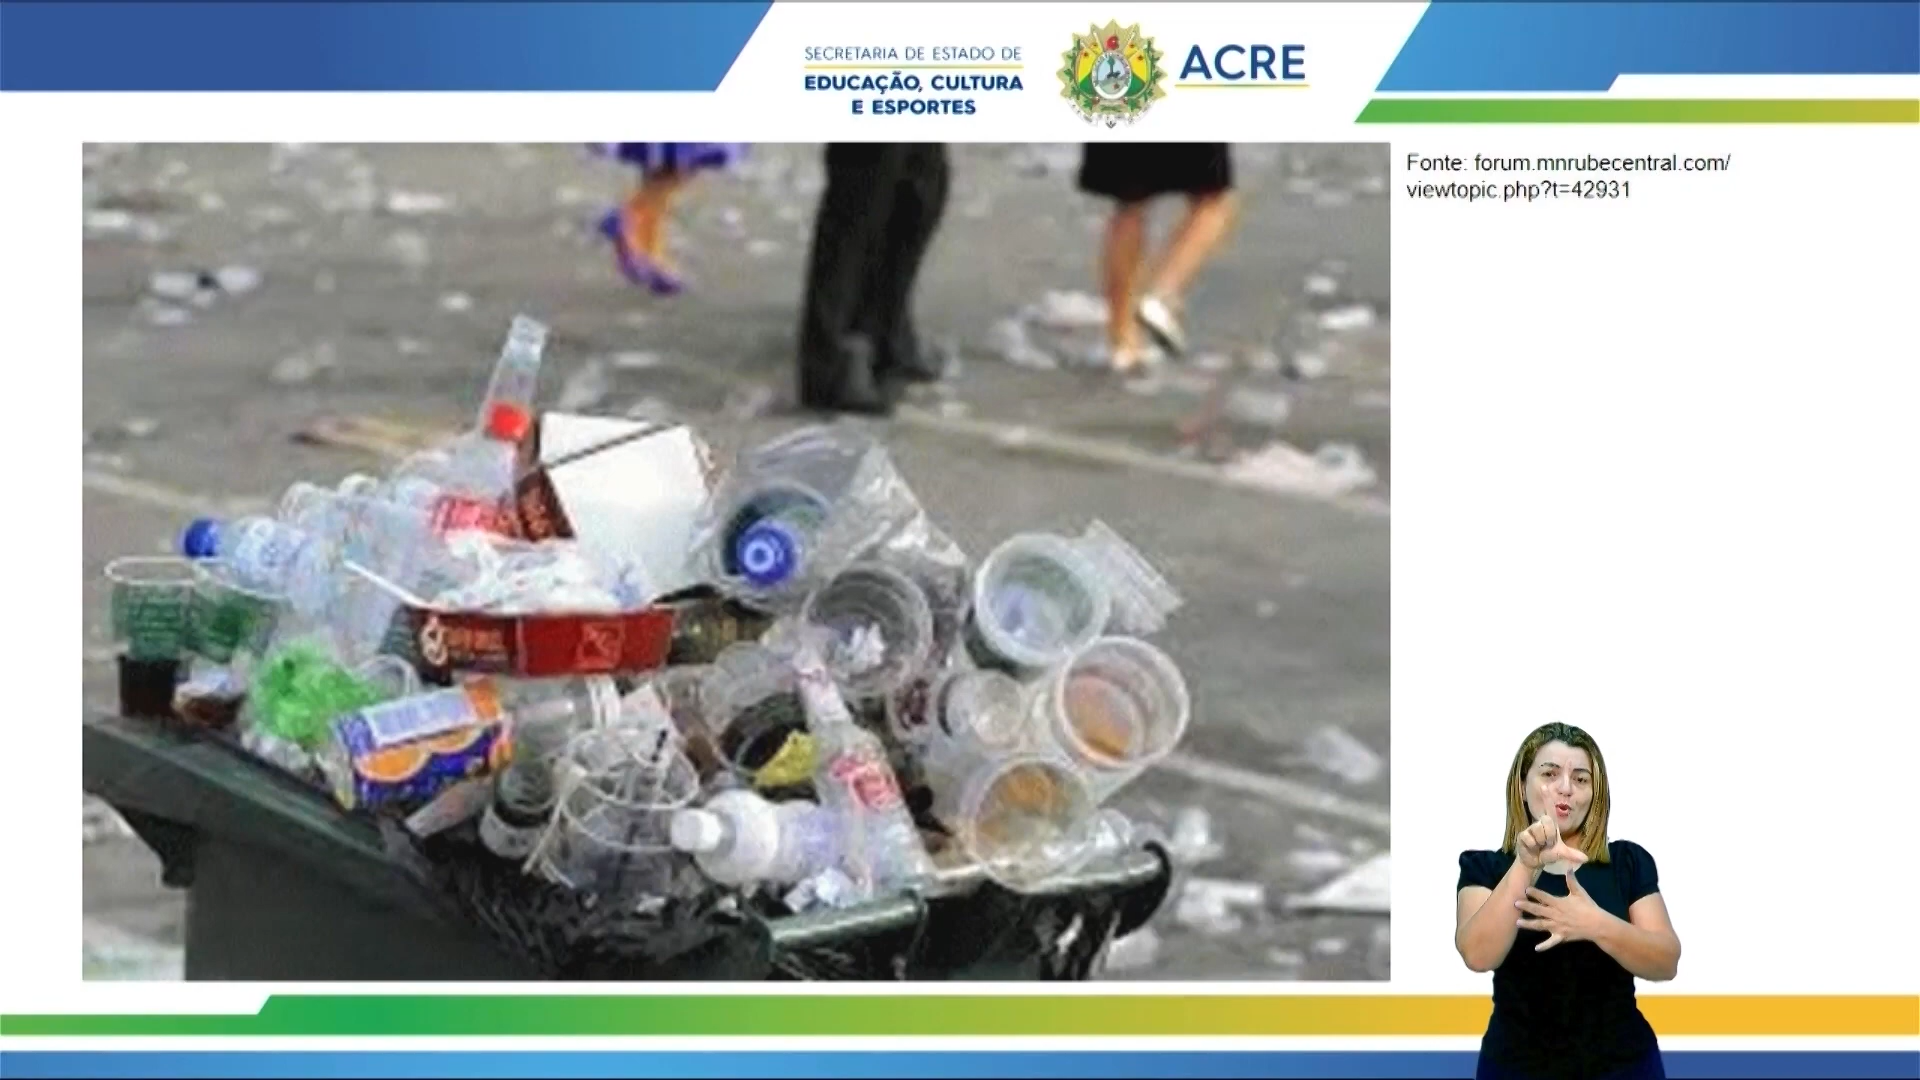 SECRETARIA DE ESTADO DE
EDUCAÇÃO, CULTURA
E ESPORTES
ACRE
Fonte: forum.mnrubecentral.com/
viewtopic.php?t=42931